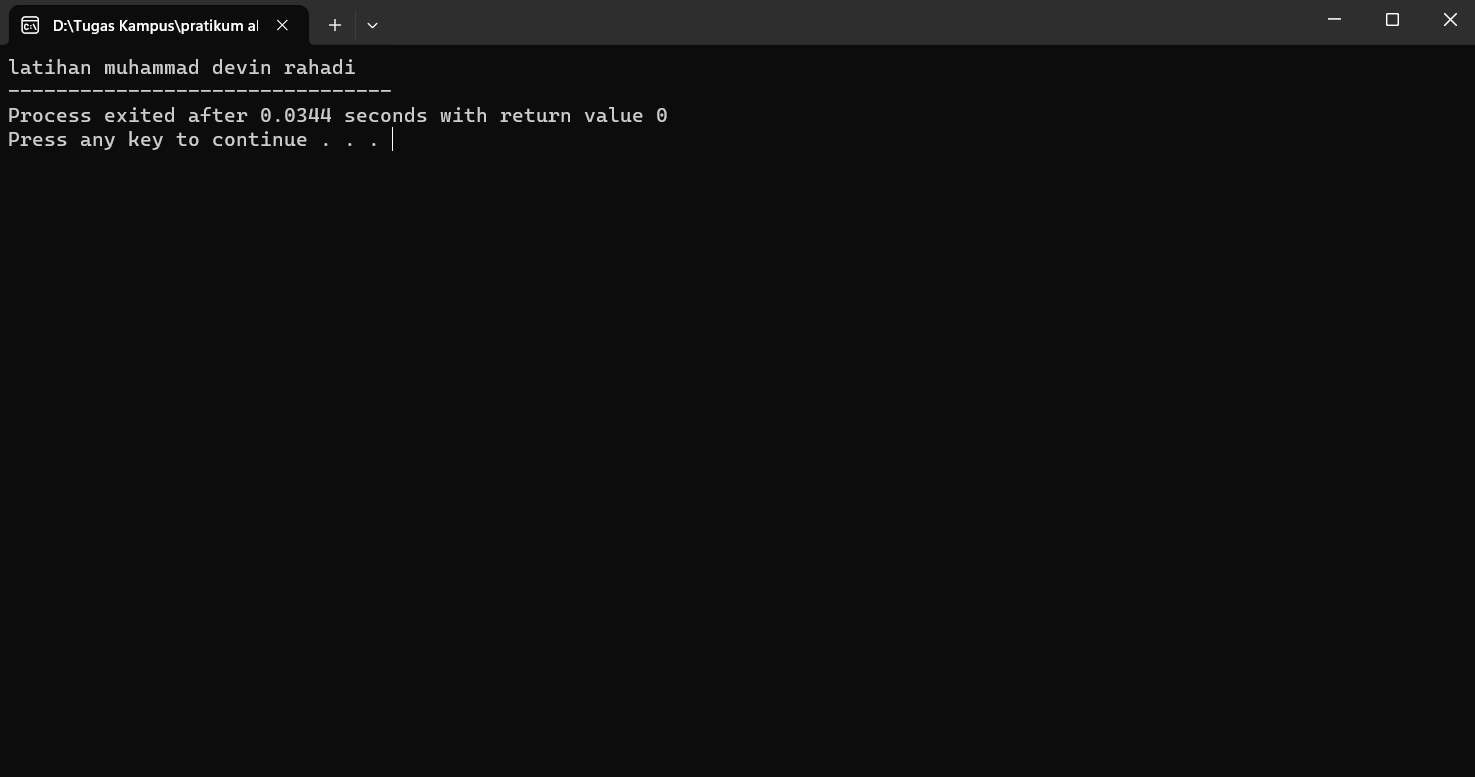 D:\Tugas Kampus\pratikum al
latihan muhammad devin rahadi
--------------------------------
Process exited after 0.0344 seconds with return value 0
Press any key to continue . . .